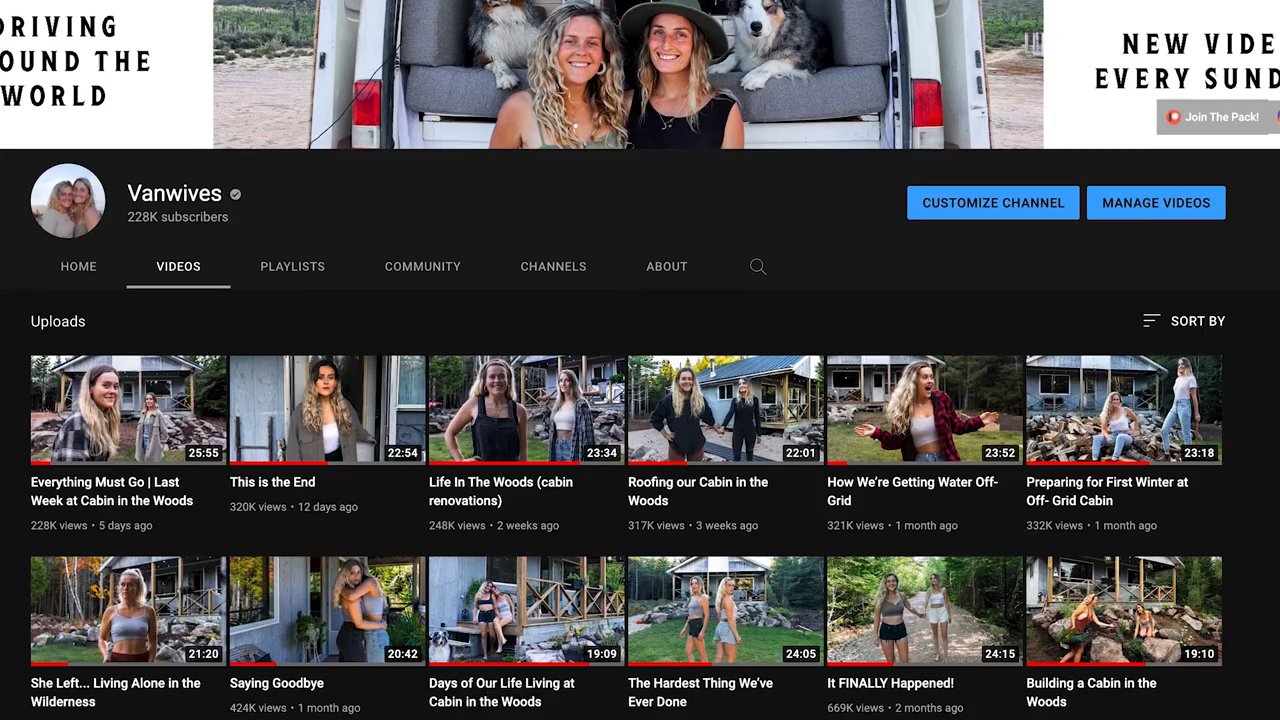 DRIVING
OUND THE
WORLD
NEW VIDE
EVERY SUND
Join The Pack!
Vanwives
228K subscribers
CUSTOMIZE CHANNEL
MANAGE VIDEOS
HOME
VIDEOS
PLAYLISTS
COMMUNITY
CHANNELS
ABOUT
Uploads
SORT BY
25:55
22:54
23:34
22:01
23:52
23:18
Everything Must Go | Last
Week at Cabin in the Woods
228K views • 5 days ago
This is the End
320K views • 12 days ago
Life In The Woods (cabin
renovations)
248K views • 2 weeks ago
Roofing our Cabin in the
Woods
317K views • 3 weeks ago
How We're Getting Water Off-
Grid
321K views • 1 month ago
Preparing for First Winter at
Off- Grid Cabin
332K views • 1 month ago
21:20
20:42
19:09
24:05
24:15
19:10
She Left... Living Alone in the
Wilderness
Saying Goodbye
424K views • 1 month ago
Days of Our Life Living at
Cabin in the Woods
The Hardest Thing We've
Ever Done
It FINALLY Happened!
669K views • 2 months ago
Building a Cabin in the
Woods